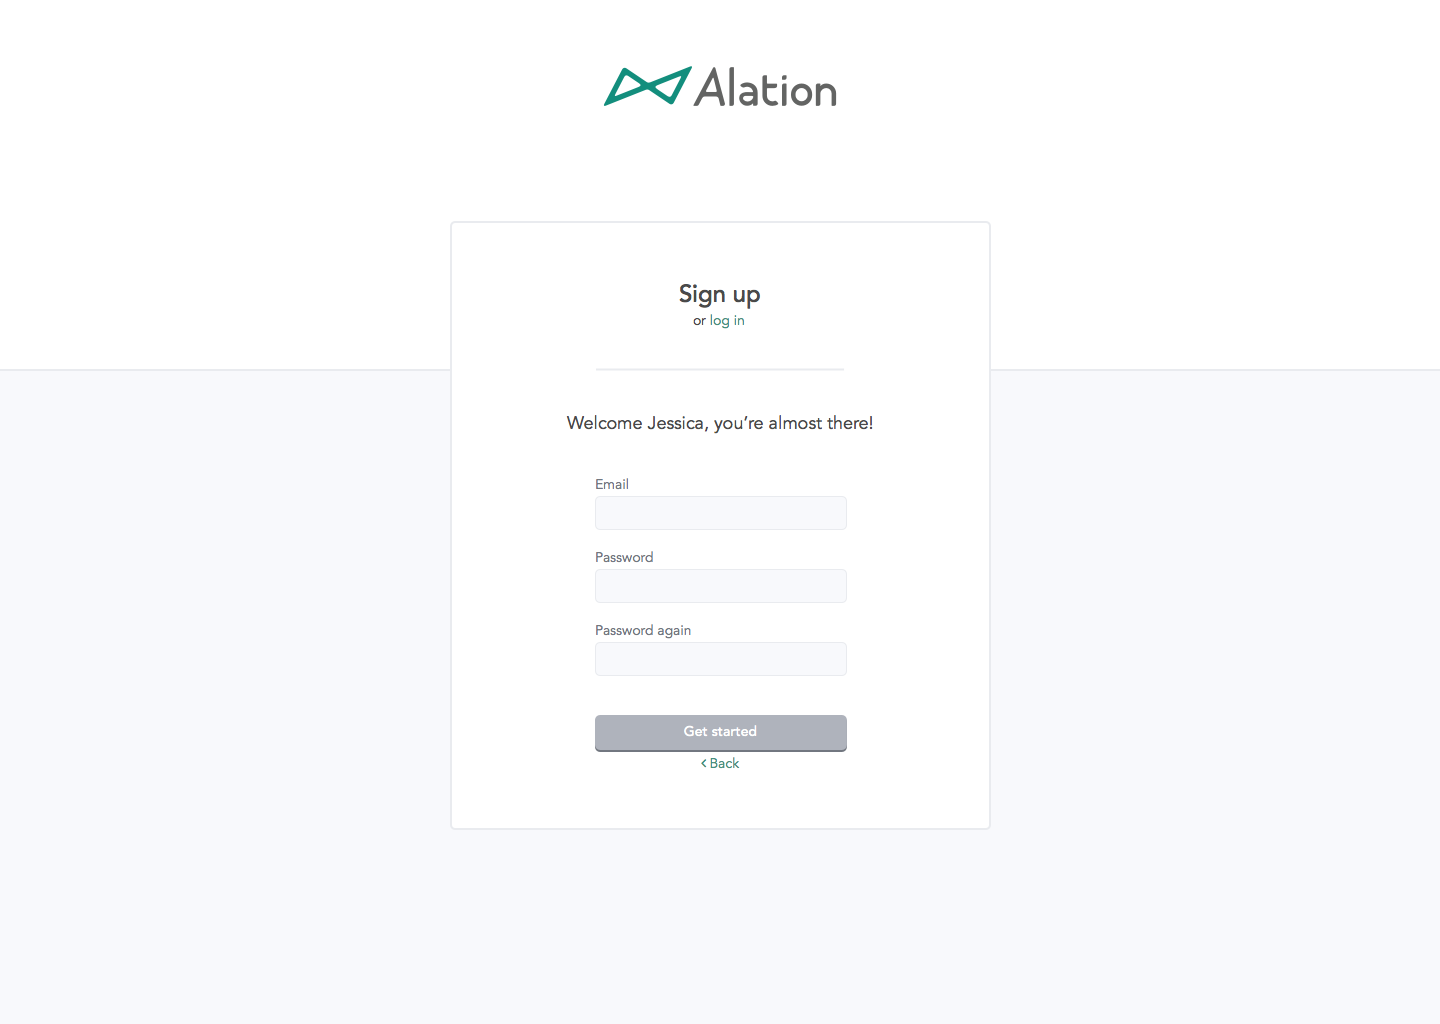 Alation
Sign up
or log in
Welcome Jessica, you’re almost there!
Email
Password
Password again
Get started
‹ Back